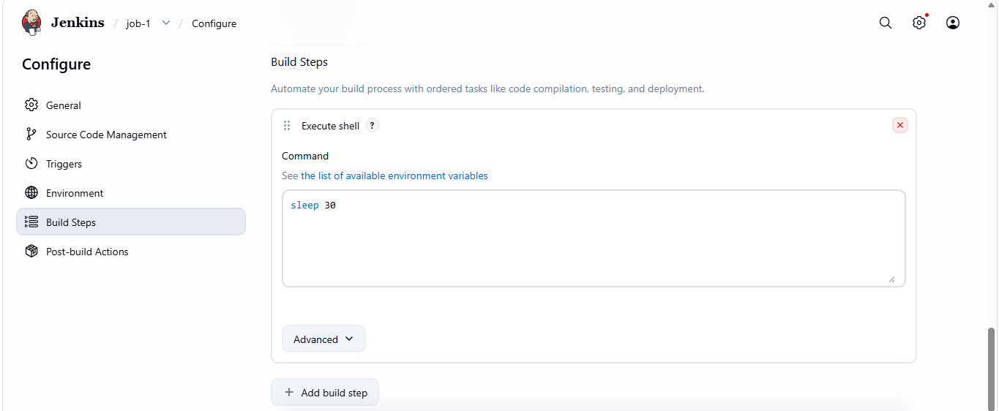 Jenkins / job-1 / Configure
Configure
General
Source Code Management
Triggers
Environment
Build Steps
Post-build Actions
Build Steps
Automate your build process with ordered tasks like code compilation, testing, and deployment.
Execute shell ?
Command
See the list of available environment variables
sleep 30
Advanced
+ Add build step